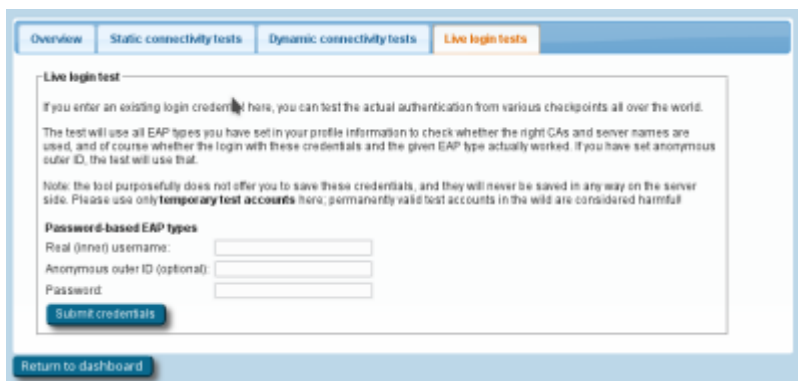 Overview Static connectivity tests Dynamic connectivity tests Live login tests
Live login test
If you enter an existing login credential here, you can test the actual authentication from various checkpoints all over the world.
The test will use all EAP types you have set in your profile information to check whether the right CAs and server names are
used, and of course whether the login with these credentials and the given EAP type actually worked. If you have set anonymous
outer ID, the test will use that.
Note: the tool purposefully does not offer you to save these credentials, and they will never be saved in any way on the server
side. Please use only temporary test accounts here; permanently valid test accounts in the wild are considered harmful!
Password-based EAP types
Real (inner) username:
Anonymous outer ID (optional):
Password:
Submit credentials
Return to dashboard